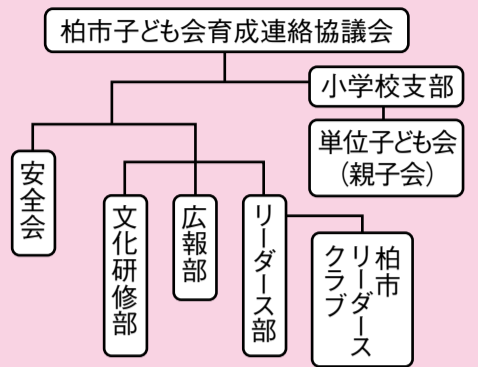 柏市子ども会育成連絡協議会
小学校支部
単位子ども会
（親子会）
安全会
文化研修部
広報部
リーダース部
柏市
リーダース
クラブ